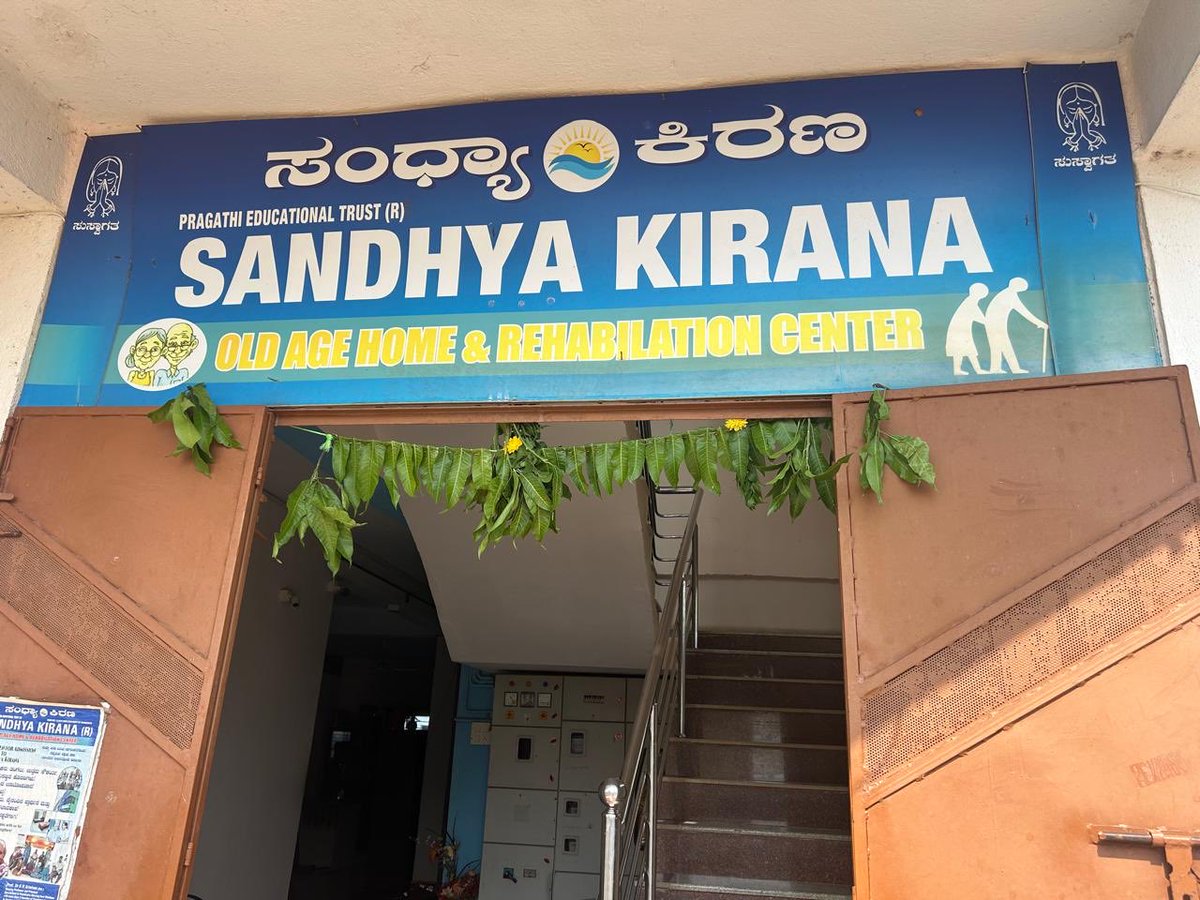 ಸಂಧ್ಯಾ ಕಿರಣ
ಸುಸ್ವಾಗತ
ಸುಸ್ವಾಗತ
PRAGATHI EDUCATIONAL TRUST (R)
SANDHYA KIRANA
OLD AGE HOME & REHABILATION CENTER
ಸಂಧ್ಯಾ ಕಿರಣ
NDHYA KIRANA (R)